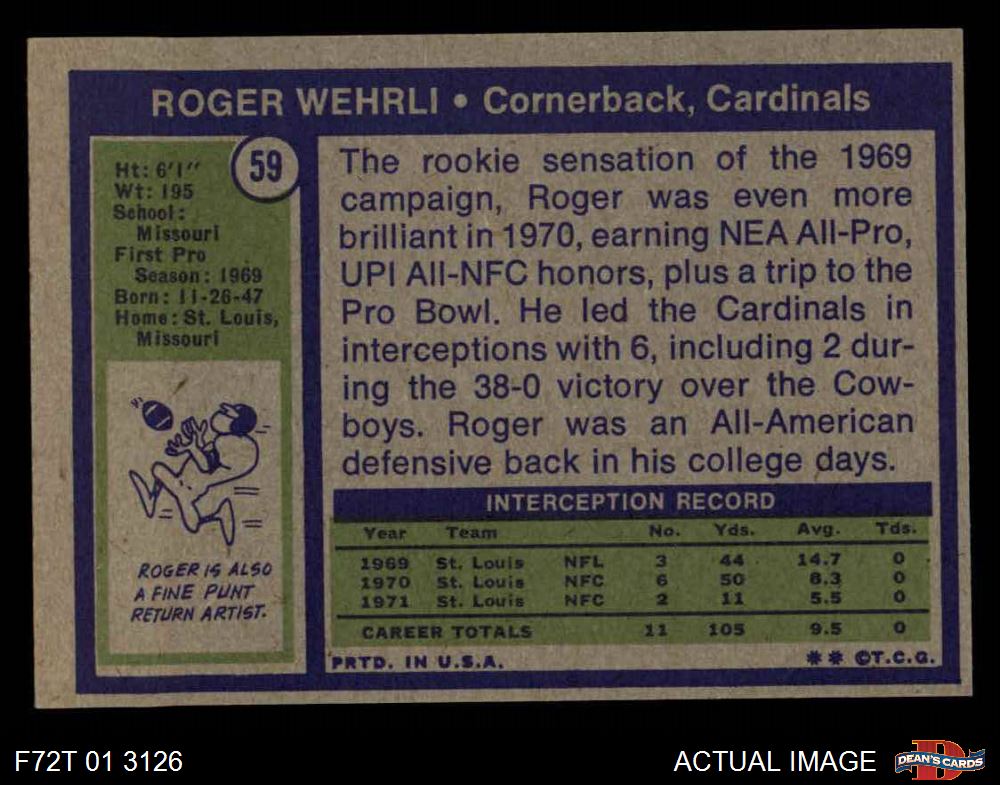 ROGER WEHRLI • Cornerback, Cardinals
59
Ht: 6'1"
Wt: 195
School:
Missouri
First Pro
Season: 1969
Born: 11-26-47
Home: St. Louis,
Missouri
ROGER IS ALSO
A FINE PUNT
RETURN ARTIST.
The rookie sensation of the 1969
campaign, Roger was even more
brilliant in 1970, earning NEA All-Pro,
UPI All-NFC honors, plus a trip to the
Pro Bowl. He led the Cardinals in
interceptions with 6, including 2 dur-
ing the 38-0 victory over the Cow-
boys. Roger was an All-American
defensive back in his college days.
INTERCEPTION RECORD
Year Team No. Yds. Avg. Tds.
1969 St. Louis NFL 3 44 14.7 0
1970 St. Louis NFC 6 50 8.3 0
1971 St. Louis NFC 2 11 5.5 0
CAREER TOTALS 11 105 9.5 0
PRTD. IN U.S.A. ** ©T.C.G.
F72T 01 3126 ACTUAL IMAGE DEAN'S CARDS